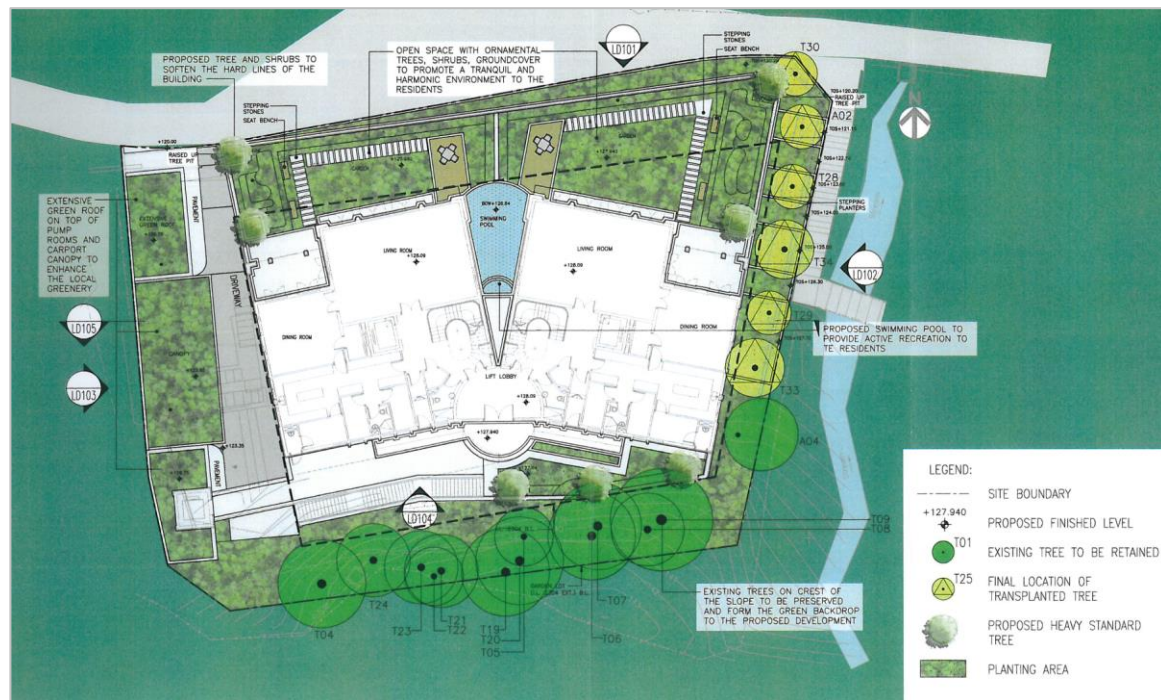 LD101
STEPPING
STONES
SEAT BENCH
T30
PROPOSED TREE AND SHRUBS TO
SOFTEN THE HARD LINES OF THE
BUILDING
OPEN SPACE WITH ORNAMENTAL
TREES, SHRUBS, GROUNDCOVER
TO PROMOTE A TRANQUIL AND
HARMONIC ENVIRONMENT TO THE
RESIDENTS
RAISED UP
TREE PIT
A02
STEPPING
STONES
SEAT BENCH
RAISED UP
TREE PIT
GARDEN
GARDEN
T28
STEPPING
PLANTERS
EXTENSIVE
GREEN ROOF
ON TOP OF
PUMP
ROOMS AND
CARPORT
CANOPY TO
ENHANCE
THE LOCAL
GREENERY
EXTENSIVE
GREEN ROOF
PAVEMENT
SWIMMING
POOL
LIVING ROOM
+128.09
LIVING ROOM
+128.09
T34
LD102
DRIVEWAY
LD105
T29
CANOPY
DINING ROOM
DINING ROOM
PROPOSED SWIMMING POOL TO
PROVIDE ACTIVE RECREATION TO
TE RESIDENTS
LD103
LIFT LOBBY
+128.09
T33
+127.940
A04
+123.25
PAVEMENT
LD104
T09
T08
T07
T06
T24
T04
T23
T21
T22
T19
T20
T05
EXISTING TREES ON CREST OF
THE SLOPE TO BE PRESERVED
AND FORM THE GREEN BACKDROP
TO THE PROPOSED DEVELOPMENT
LEGEND:
SITE BOUNDARY
+127.940
PROPOSED FINISHED LEVEL
T01
EXISTING TREE TO BE RETAINED
T25
FINAL LOCATION OF
TRANSPLANTED TREE
PROPOSED HEAVY STANDARD
TREE
PLANTING AREA